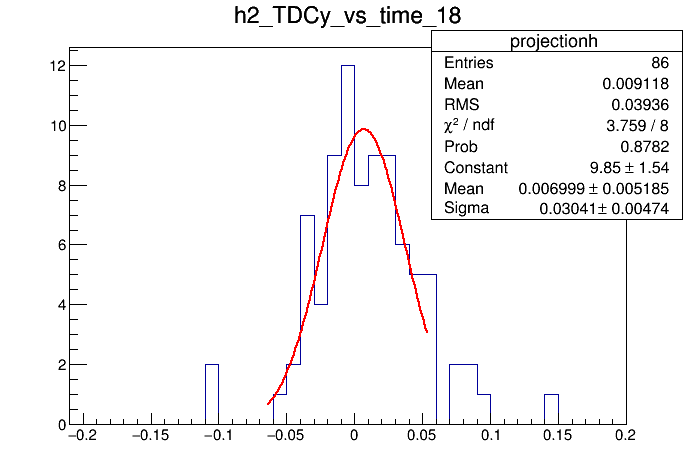 h2_TDCy_vs_time_18
projectionh
Entries 86
Mean 0.009118
RMS 0.03936
χ² / ndf 3.759 / 8
Prob 0.8782
Constant 9.85 ± 1.54
Mean 0.006999 ± 0.005185
Sigma 0.03041± 0.00474
12
10
8
6
4
2
0
−0.2 −0.15 −0.1 −0.05 0 0.05 0.1 0.15 0.2